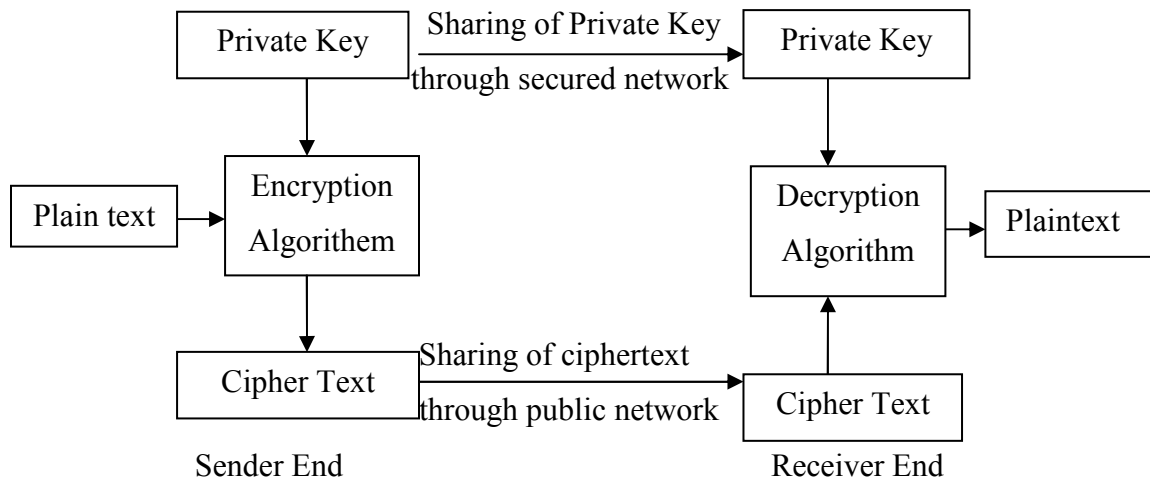 Private Key
Sharing of Private Key
through secured network
Private Key
Plain text
Encryption
Algorithem
Decryption
Algorithm
Plaintext
Cipher Text
Sharing of ciphertext
through public network
Cipher Text
Sender End
Receiver End